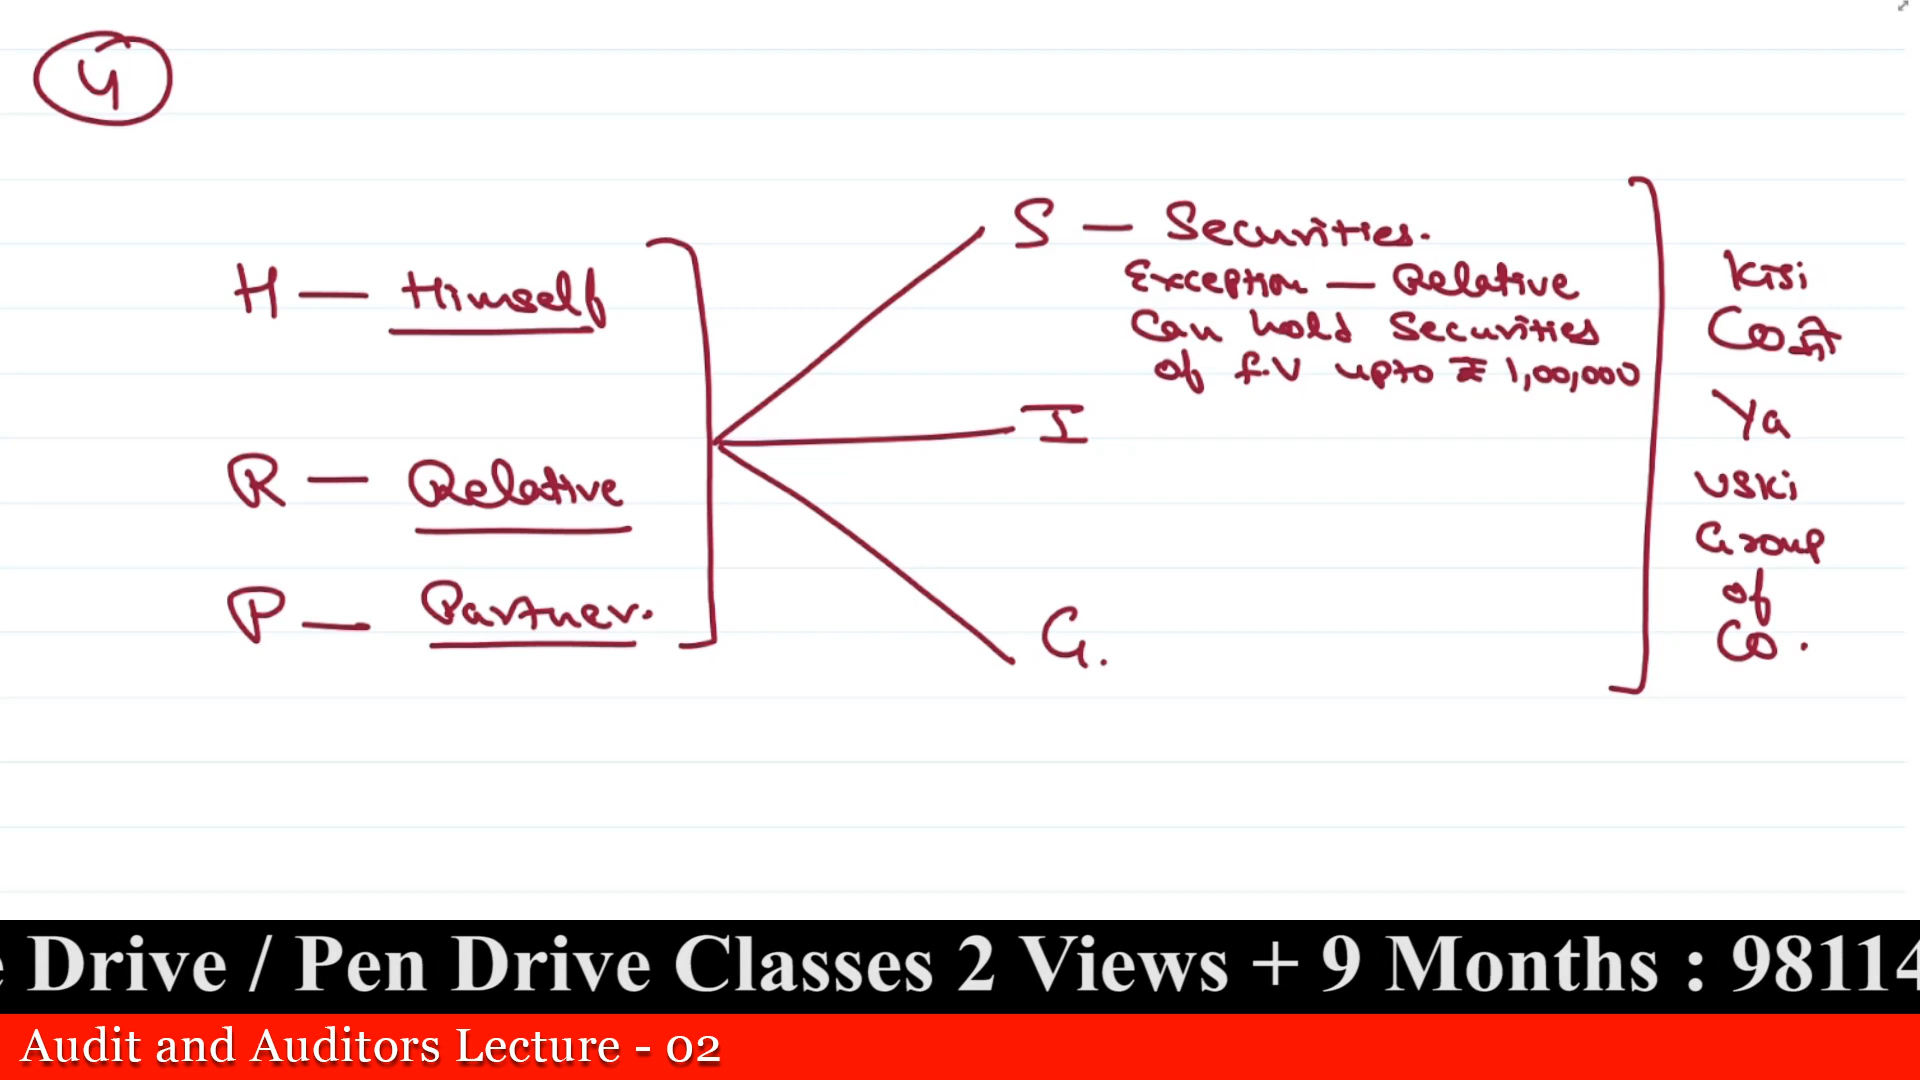 4
S — Securities.
H — Himself
Exception — Relative
Can hold Securities
of F.V upto ₹ 1,00,000
I
R — Relative
P — Partner.
G.
Kisi
Co. में
Ya
uski
Group
of
Co.
Drive / Pen Drive Classes 2 Views + 9 Months : 98114
Audit and Auditors Lecture - 02